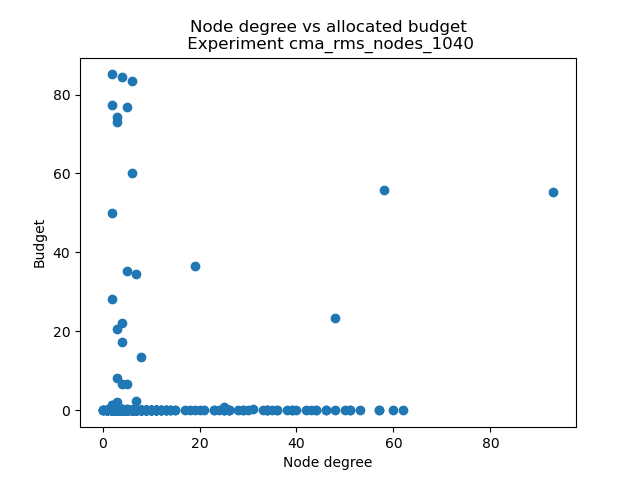 Node degree vs allocated budget
Experiment cma_rms_nodes_1040
80
60
40
20
0
Budget
0 20 40 60 80
Node degree